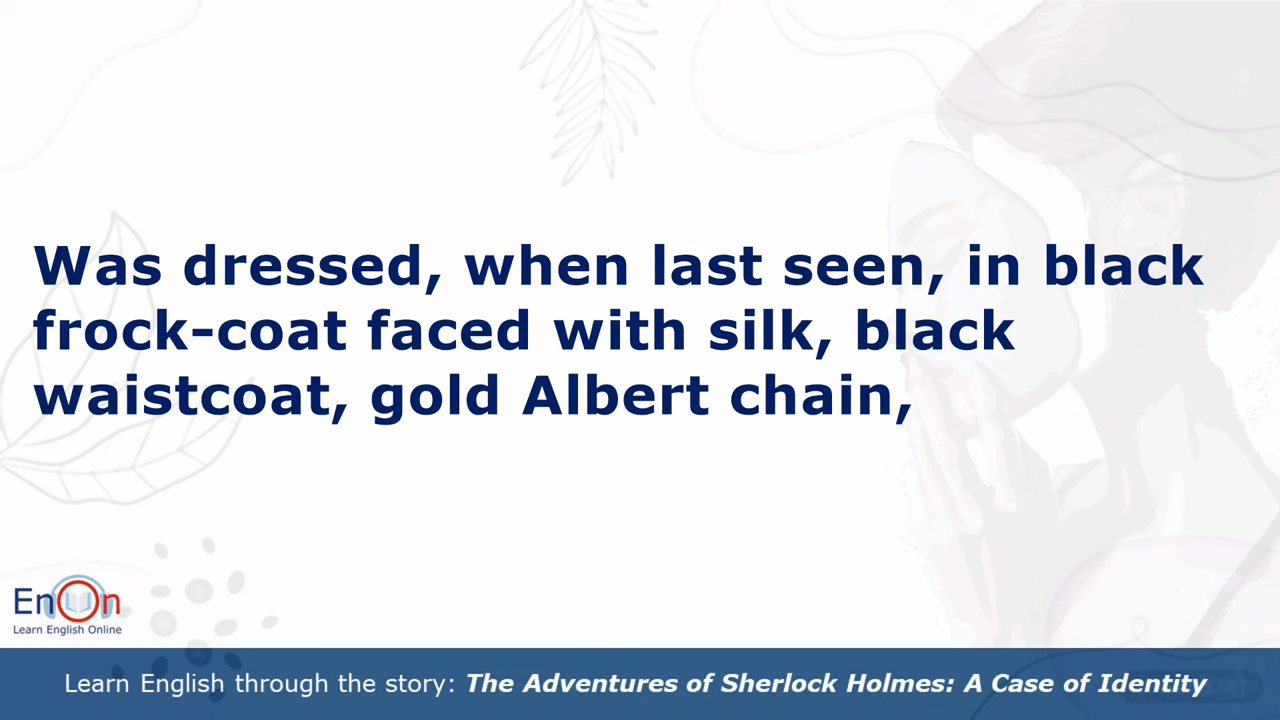 Was dressed, when last seen, in black
frock-coat faced with silk, black
waistcoat, gold Albert chain,
EnOn
Learn English Online
Learn English through the story: The Adventures of Sherlock Holmes: A Case of Identity